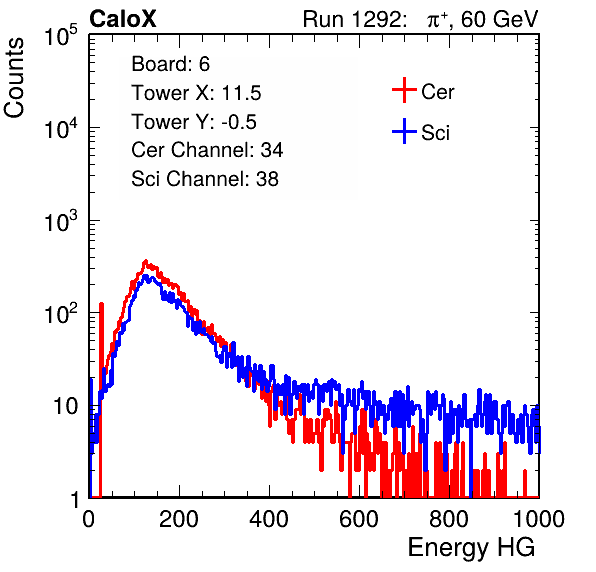 CaloX Run 1292: π⁺, 60 GeV
Counts
10⁵
10⁴
10³
10²
10
1
Board: 6
Tower X: 11.5
Tower Y: -0.5
Cer Channel: 34
Sci Channel: 38
Cer
Sci
0 200 400 600 800 1000
Energy HG